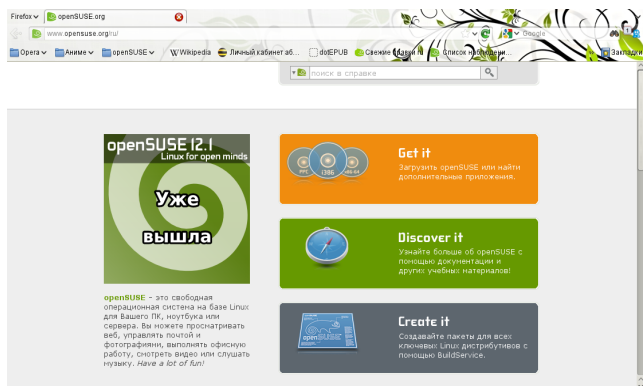 Firefox
openSUSE.org
www.opensuse.org/ru/
Google
Opera
Аниме
openSUSE
Wikipedia
Личный кабинет аб...
dotEPUB
Свежие правки ru
Список наблюдени...
Закладки
поиск в справке
openSUSE 12.1
Linux for open minds
Уже
вышла
openSUSE - это свободная
операционная система на базе Linux
для Вашего ПК, ноутбука или
сервера. Вы можете просматривать
веб, управлять почтой и
фотографиями, выполнять офисную
работу, смотреть видео или слушать
музыку. Have a lot of fun!
PPC
i386
x86-64
Get it
Загрузить openSUSE или найти
дополнительные приложения.
Discover it
Узнайте больше об openSUSE с
помощью документации и
других учебных материалов!
openSUSE
Create it
Создавайте пакеты для всех
ключевых Linux дистрибутивов с
помощью BuildService.